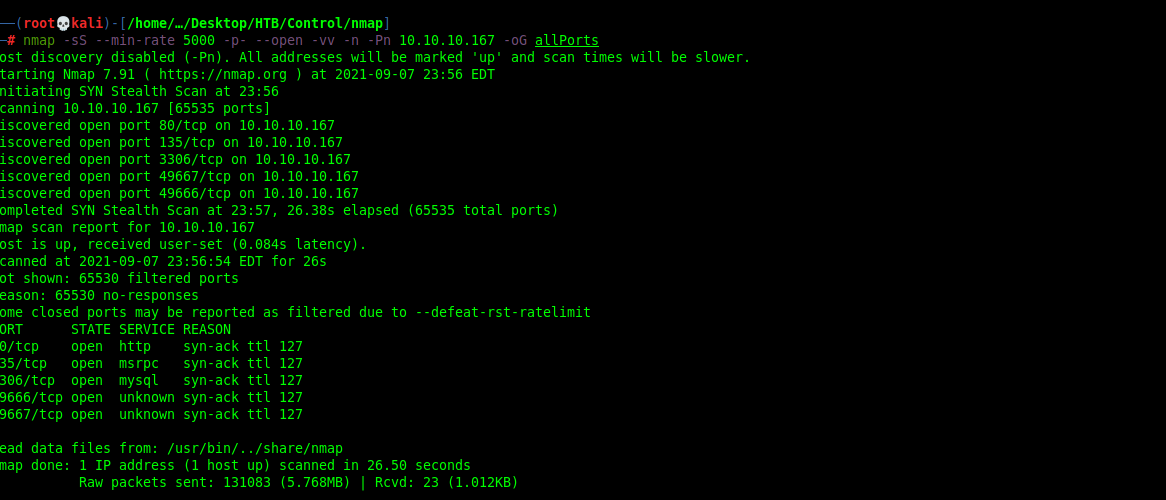 ──(root💀kali)-[/home/…/Desktop/HTB/Control/nmap]
─# nmap -sS --min-rate 5000 -p- --open -vv -n -Pn 10.10.10.167 -oG allPorts
ost discovery disabled (-Pn). All addresses will be marked 'up' and scan times will be slower.
tarting Nmap 7.91 ( https://nmap.org ) at 2021-09-07 23:56 EDT
nitiating SYN Stealth Scan at 23:56
canning 10.10.10.167 [65535 ports]
iscovered open port 80/tcp on 10.10.10.167
iscovered open port 135/tcp on 10.10.10.167
iscovered open port 3306/tcp on 10.10.10.167
iscovered open port 49667/tcp on 10.10.10.167
iscovered open port 49666/tcp on 10.10.10.167
ompleted SYN Stealth Scan at 23:57, 26.38s elapsed (65535 total ports)
map scan report for 10.10.10.167
ost is up, received user-set (0.084s latency).
canned at 2021-09-07 23:56:54 EDT for 26s
ot shown: 65530 filtered ports
eason: 65530 no-responses
ome closed ports may be reported as filtered due to --defeat-rst-ratelimit
ORT      STATE SERVICE REASON
0/tcp    open  http    syn-ack ttl 127
35/tcp   open  msrpc   syn-ack ttl 127
306/tcp  open  mysql   syn-ack ttl 127
9666/tcp open  unknown syn-ack ttl 127
9667/tcp open  unknown syn-ack ttl 127
ead data files from: /usr/bin/../share/nmap
map done: 1 IP address (1 host up) scanned in 26.50 seconds
Raw packets sent: 131083 (5.768MB) | Rcvd: 23 (1.012KB)